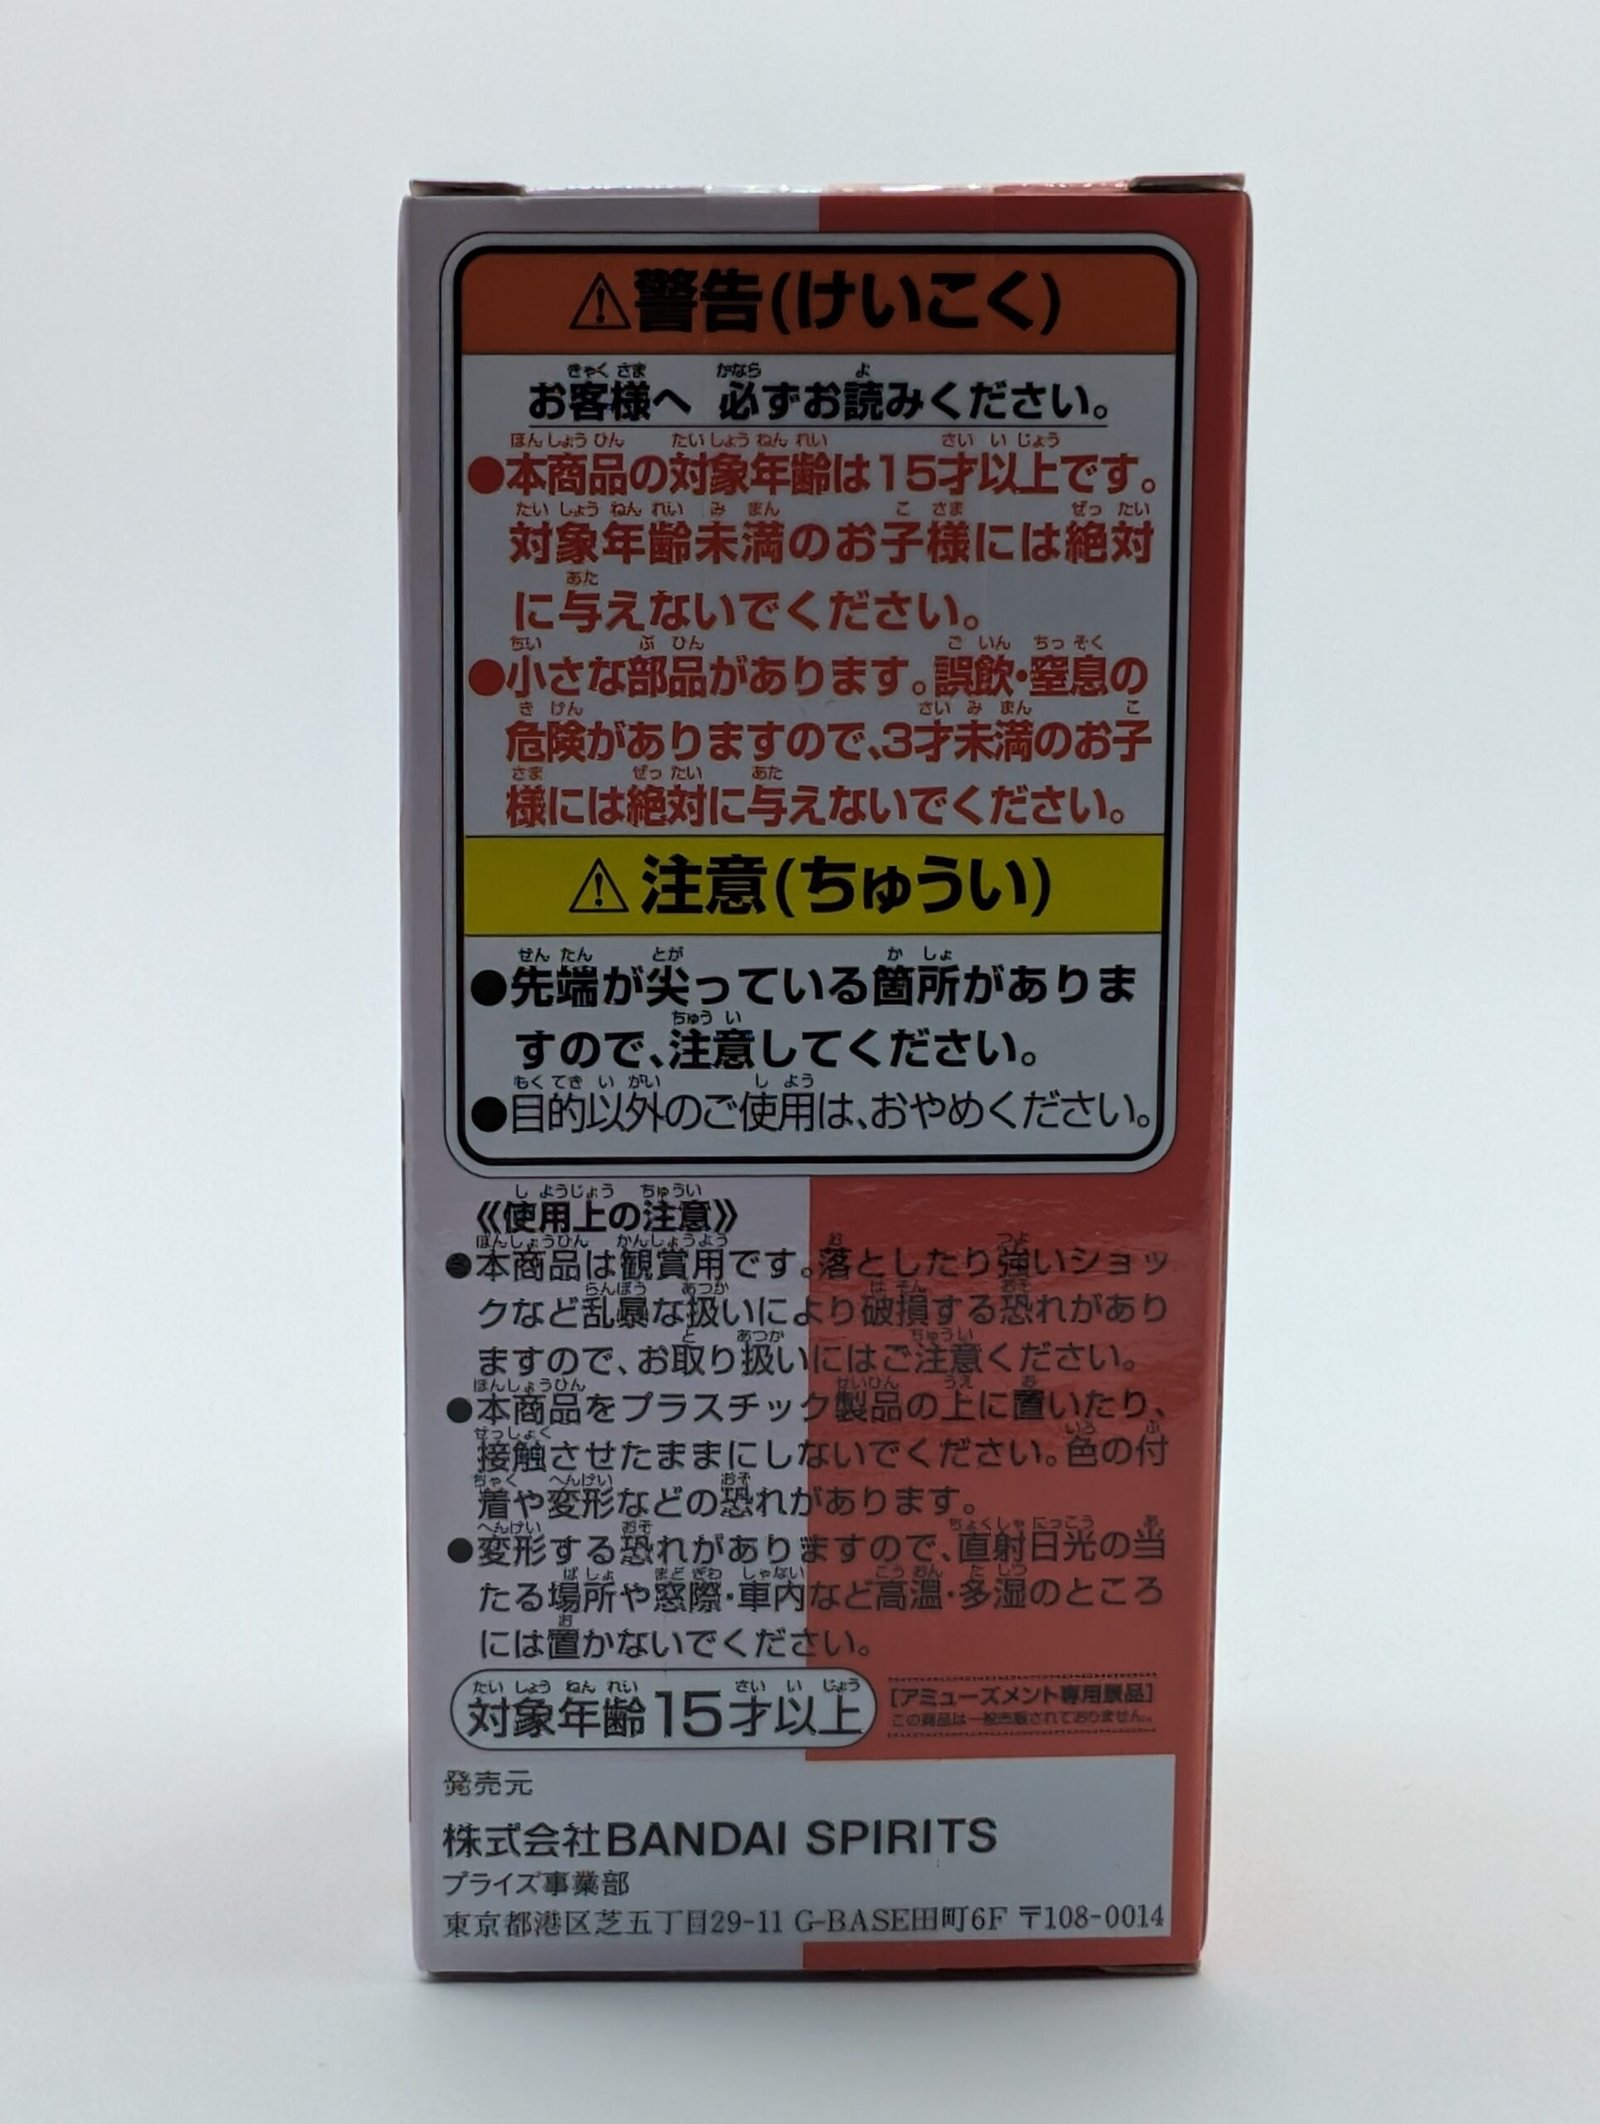 ⚠警告(けいこく)
お客様へ 必ずお読みください。
●本商品の対象年齢は15才以上です。
対象年齢未満のお子様には絶対
に与えないでください。
●小さな部品があります。誤飲・窒息の
危険がありますので、3才未満のお子
様には絶対に与えないでください。
⚠注意(ちゅうい)
●先端が尖っている箇所がありま
すので、注意してください。
●目的以外のご使用は、おやめください。
《使用上の注意》
●本商品は観賞用です。落としたり強いショッ
クなど乱暴な扱いにより破損する恐れがあり
ますので、お取り扱いにはご注意ください。
●本商品をプラスチック製品の上に置いたり、
接触させたままにしないでください。色の付
着や変形などの恐れがあります。
●変形する恐れがありますので、直射日光の当
たる場所や窓際・車内など高温・多湿のところ
には置かないでください。
対象年齢15才以上
[アミューズメント専用景品]
この商品は一般市販されておりません。
発売元
株式会社BANDAI SPIRITS
プライズ事業部
東京都港区芝五丁目29-11 G-BASE田町6F 〒108-0014